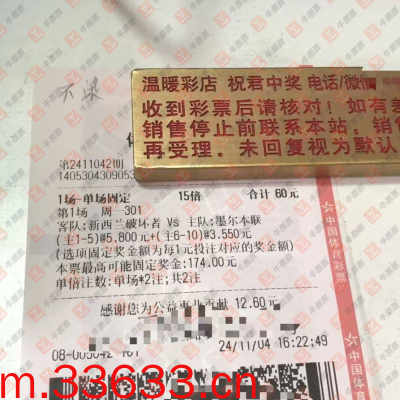 温暖彩店 祝君中奖 电话/微信
收到彩票后请核对!如有差
销售停止前联系本站。销售
再受理。未回复视为默认
第2411042期
140530430905
1场-单场固定 15倍 合计 60元
第1场 周一301
客队:新西兰破坏者 Vs 主队:墨尔本联
(主1-5)@5.800元+(主6-10)@3.550元
(选项固定奖金额为每1元投注对应的奖金额)
本票最高可能固定奖金:174.00元
单倍注数:单场*2注;共2注
感谢您为公益事业贡献 12.60元
24/11/04 16:22:49
中国体育彩票
m.33633.cn